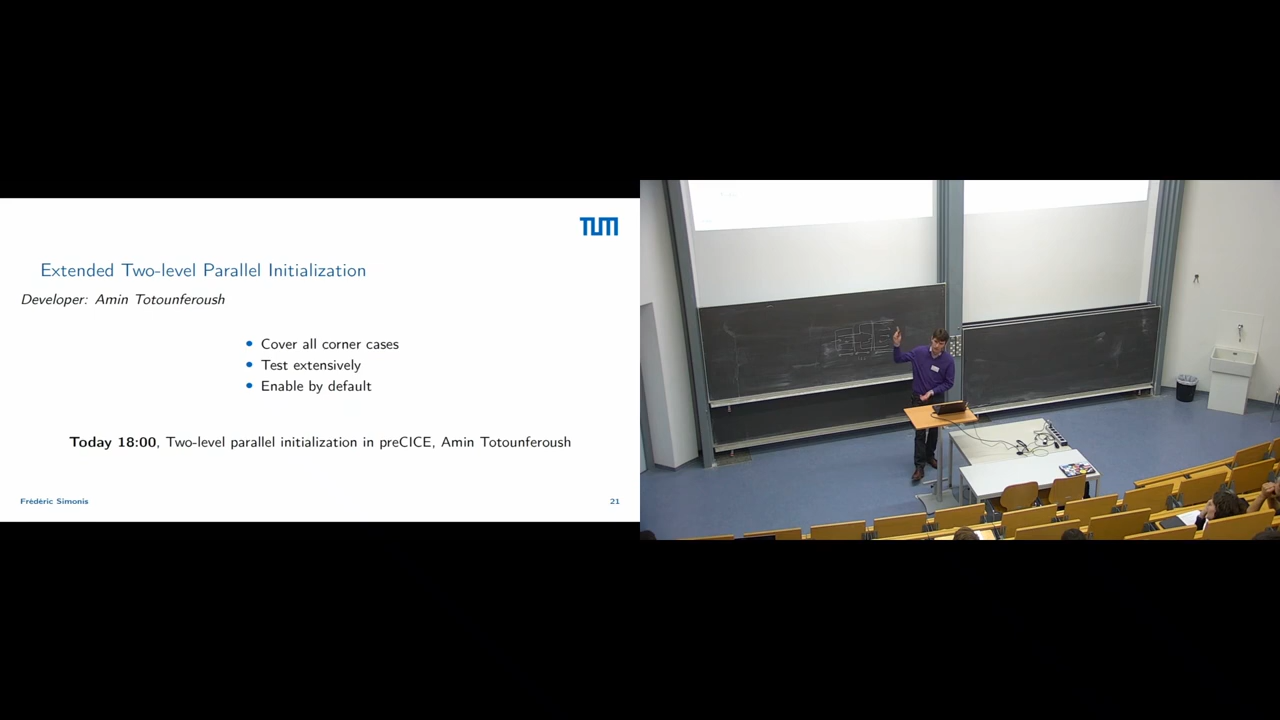 TUM
Extended Two-level Parallel Initialization
Developer: Amin Totounferoush
• Cover all corner cases
• Test extensively
• Enable by default
Today 18:00, Two-level parallel initialization in preCICE, Amin Totounferoush
Frédéric Simonis
21